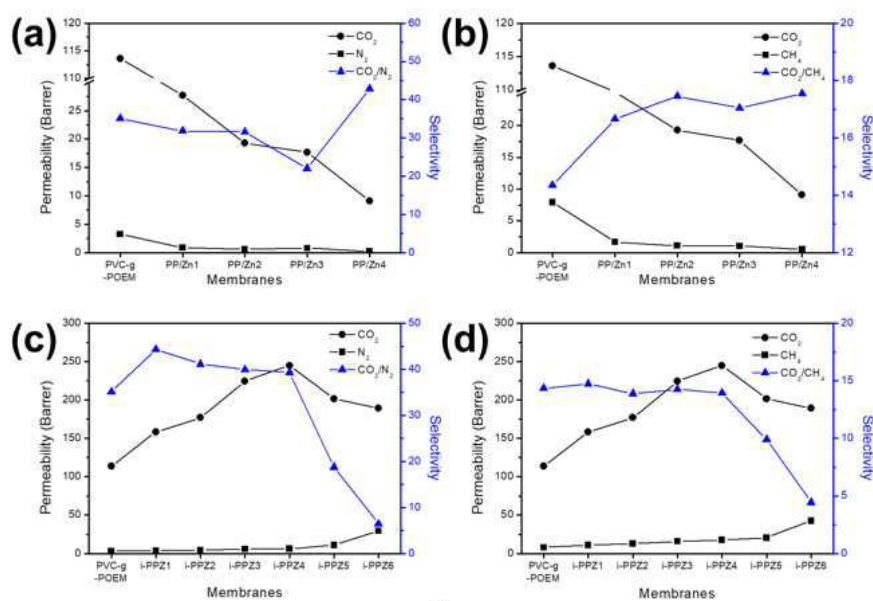 (a)
120
115
110
25
20
15
10
5
0
Permeability (Barrer)
CO2
N2
CO2/N2
60
50
40
30
20
10
0
Selectivity
PVC-g
-POEM
PP/Zn1
PP/Zn2
PP/Zn3
PP/Zn4
Membranes
(b)
120
115
110
20
15
10
5
0
Permeability (Barrer)
CO2
CH4
CO2/CH4
20
18
16
14
12
Selectivity
PVC-g
-POEM
PP/Zn1
PP/Zn2
PP/Zn3
PP/Zn4
Membranes
(c)
300
250
200
150
100
50
0
Permeability (Barrer)
CO2
N2
CO2/N2
50
40
30
20
10
0
Selectivity
PVC-g
-POEM
i-PPZ1
i-PPZ2
i-PPZ3
i-PPZ4
i-PPZ5
i-PPZ6
Membranes
(d)
300
250
200
150
100
50
0
Permeability (Barrer)
CO2
CH4
CO2/CH4
20
15
10
5
0
Selectivity
PVC-g
-POEM
i-PPZ1
i-PPZ2
i-PPZ3
i-PPZ4
i-PPZ5
i-PPZ6
Membranes